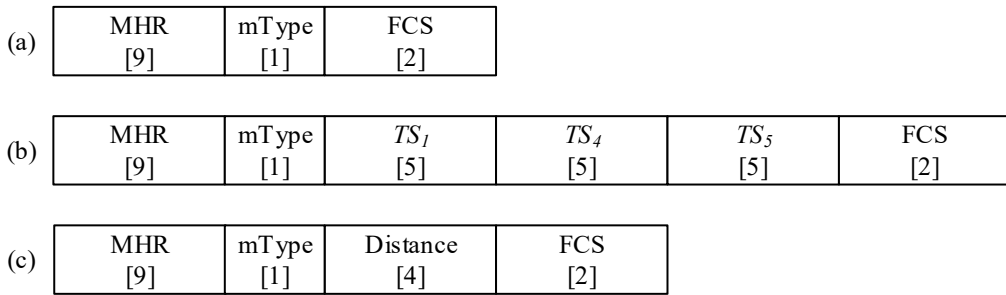 (a) MHR mType FCS
[9] [1] [2]
(b) MHR mType TS1 TS4 TS5 FCS
[9] [1] [5] [5] [5] [2]
(c) MHR mType Distance FCS
[9] [1] [4] [2]